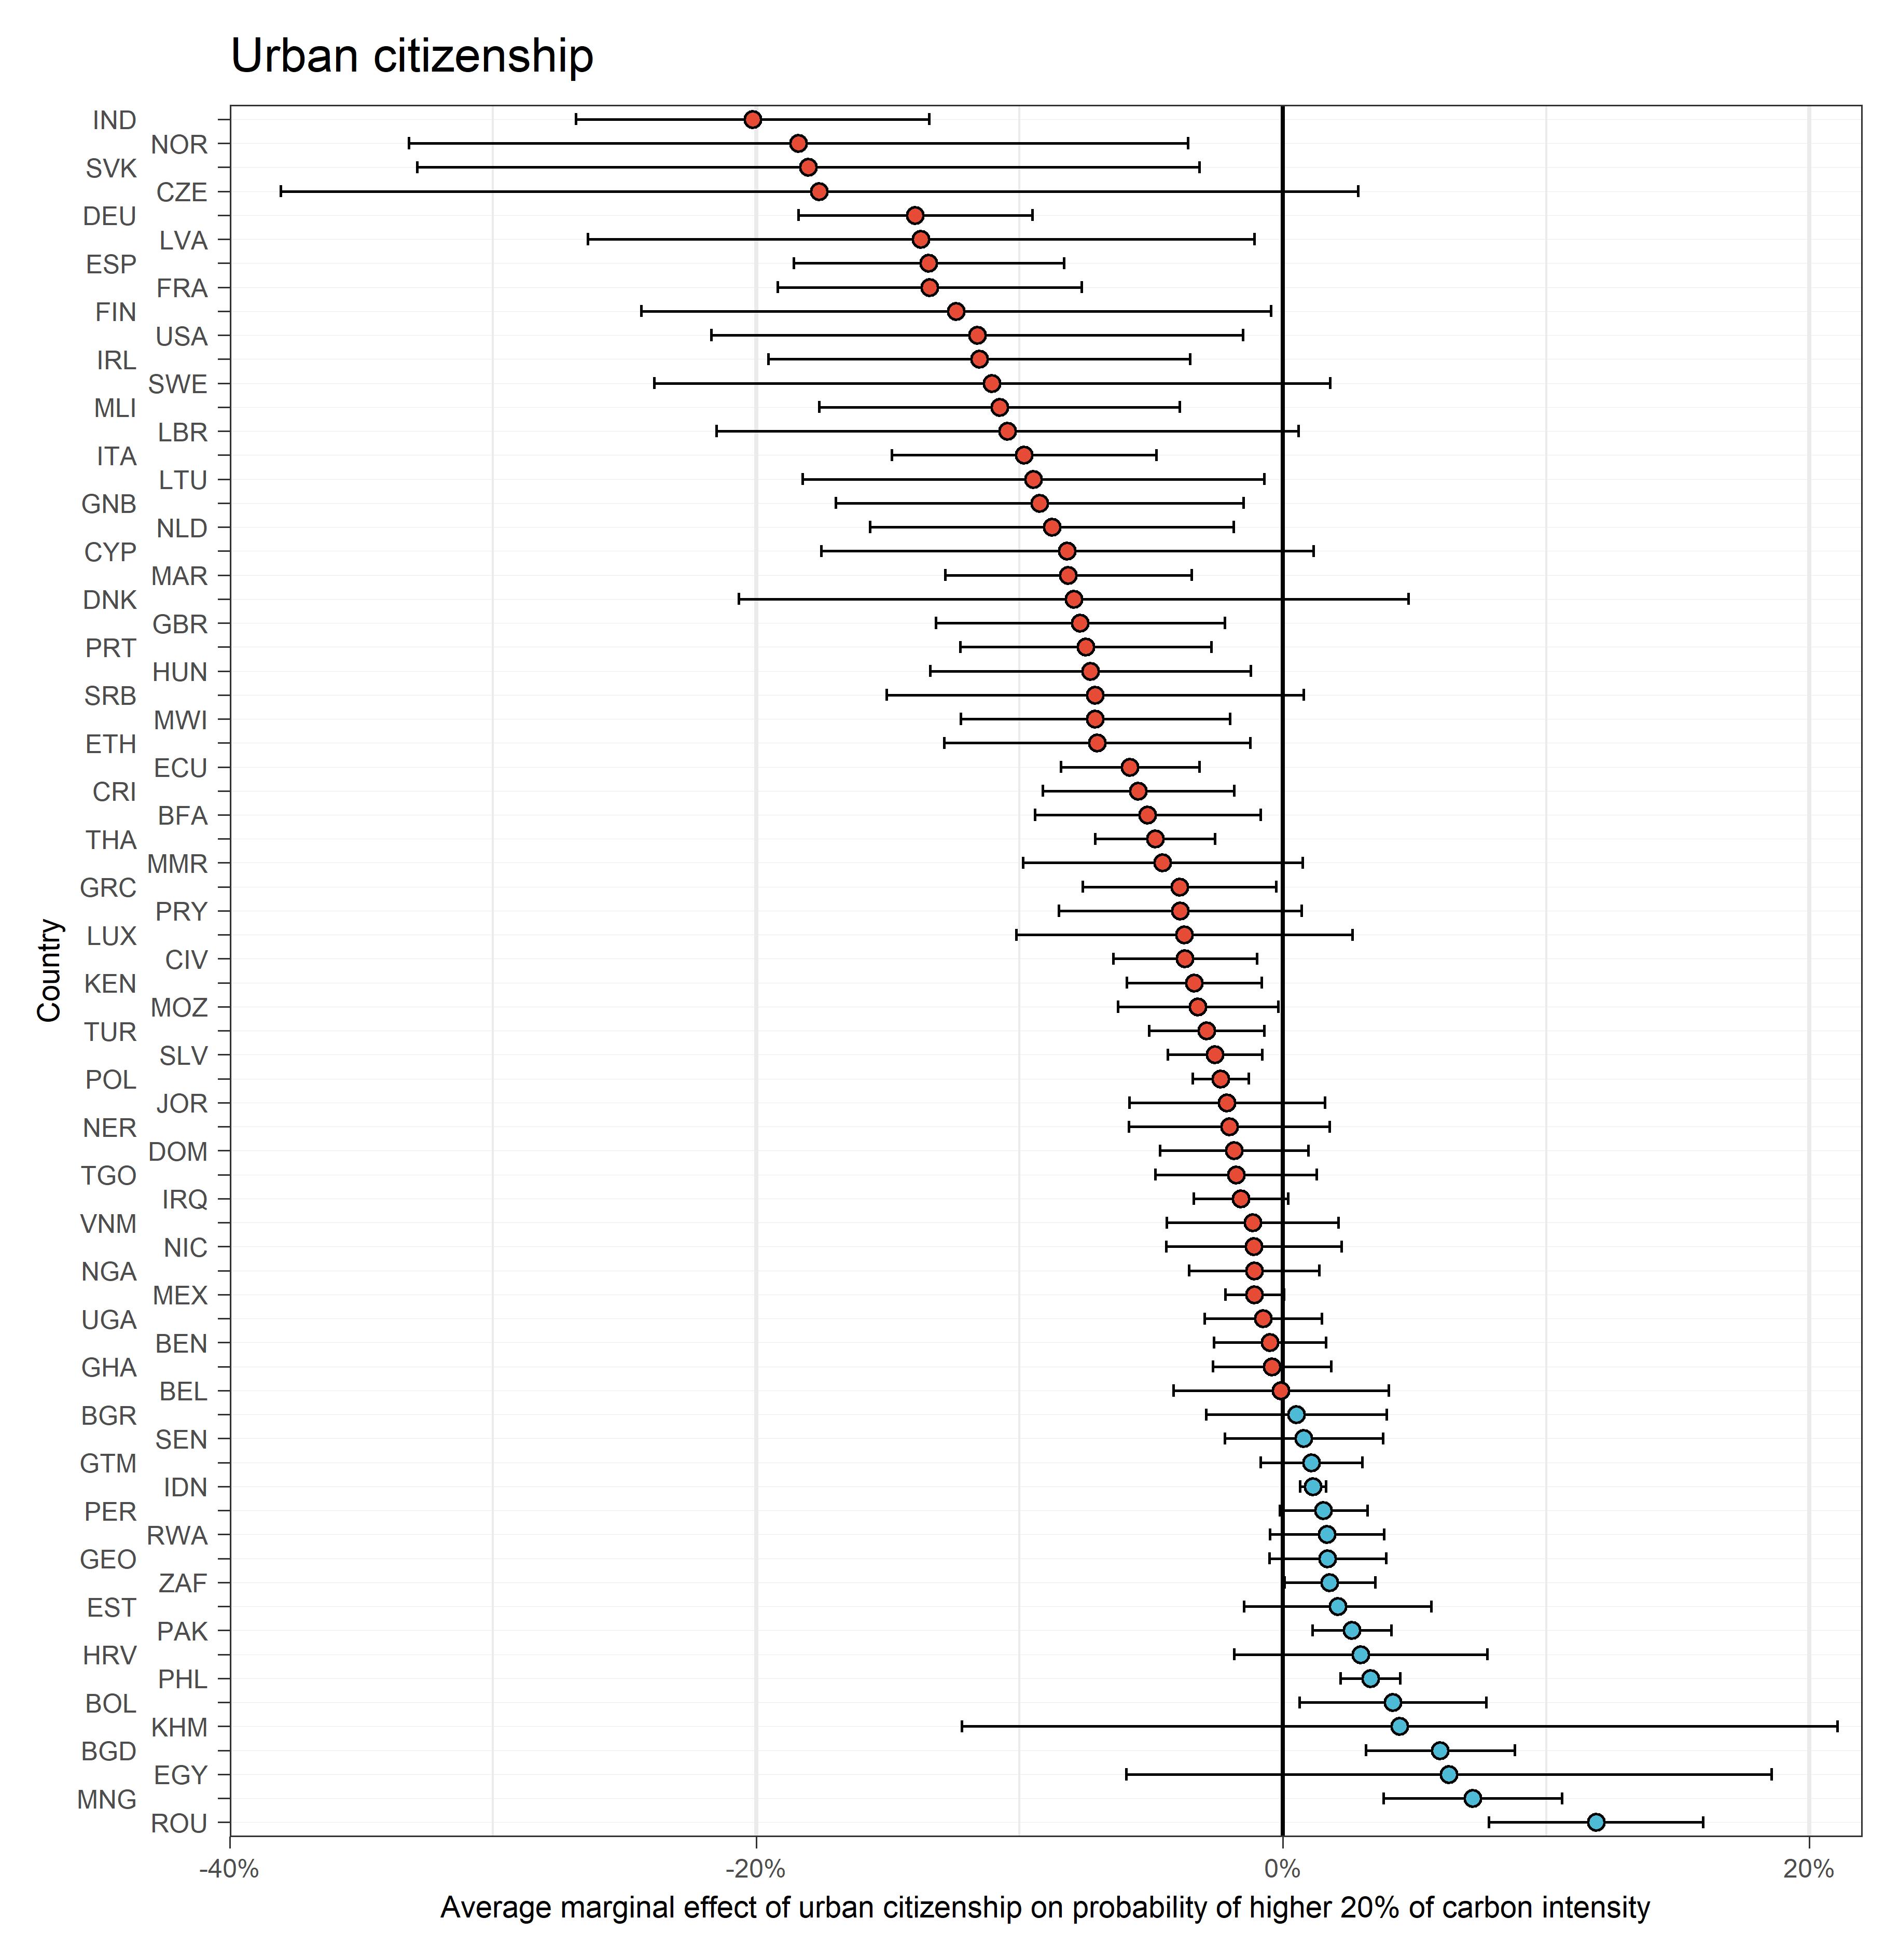 Urban citizenship
IND
NOR
SVK
CZE
DEU
LVA
ESP
FRA
FIN
USA
IRL
SWE
MLI
LBR
ITA
LTU
GNB
NLD
CYP
MAR
DNK
GBR
PRT
HUN
SRB
MWI
ETH
ECU
CRI
BFA
THA
MMR
GRC
PRY
LUX
CIV
KEN
MOZ
TUR
SLV
POL
JOR
NER
DOM
TGO
IRQ
VNM
NIC
NGA
MEX
UGA
BEN
GHA
BEL
BGR
SEN
GTM
IDN
PER
RWA
GEO
ZAF
EST
PAK
HRV
PHL
BOL
KHM
BGD
EGY
MNG
ROU
Country
-40% -20% 0% 20%
Average marginal effect of urban citizenship on probability of higher 20% of carbon intensity